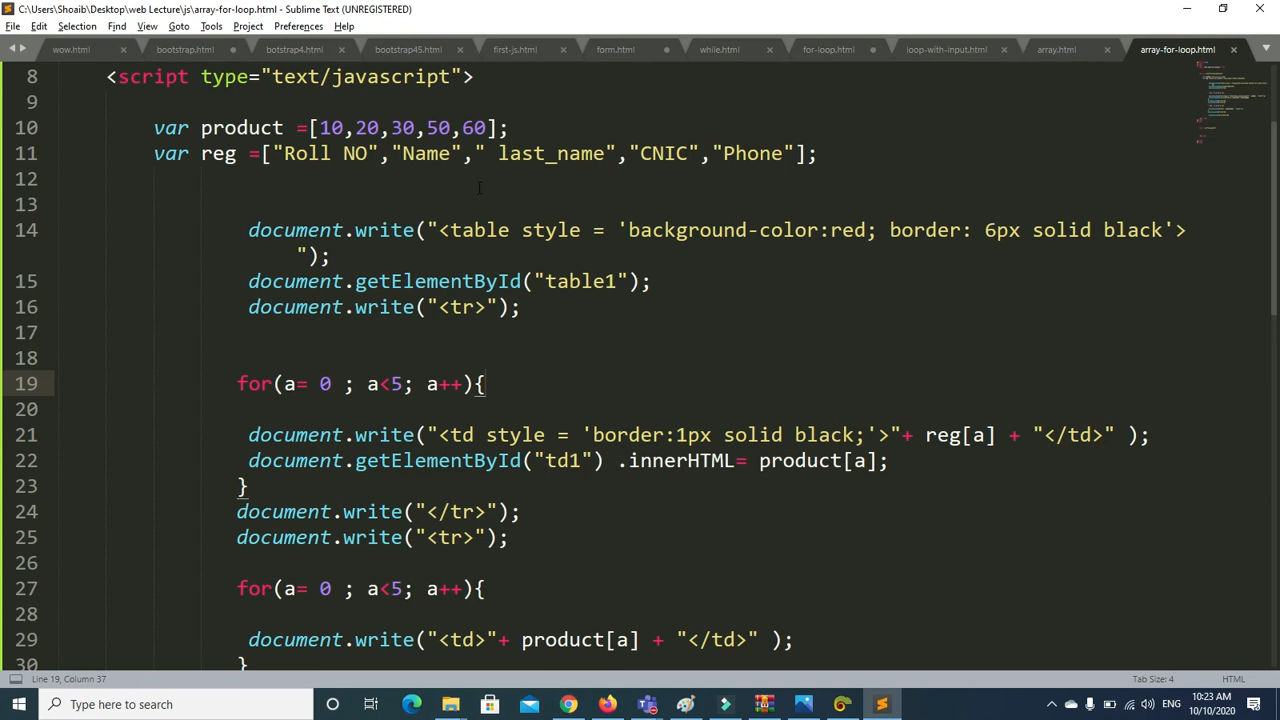 C:\Users\Shoaib\Desktop\web Lecture\js\array-for-loop.html - Sublime Text (UNREGISTERED)
File Edit Selection Find View Goto Tools Project Preferences Help
wow.html bootstrap.html botstrp4.html bootstrap45.html first-js.html form.html while.html for-loop.html loop-with-input.html array.html array-for-loop.html
8 <script type="text/javascript">
9
10 var product =[10,20,30,50,60];
11 var reg =["Roll NO","Name"," last_name","CNIC","Phone"];
12
13
14 document.write("<table style = 'background-color:red; border: 6px solid black'>
");
15 document.getElementById("table1");
16 document.write("<tr>");
17
18
19 for(a= 0 ; a<5; a++){
20
21 document.write("<td style = 'border:1px solid black;'>"+ reg[a] + "</td>" );
22 document.getElementById("td1") .innerHTML= product[a];
23 }
24 document.write("</tr>");
25 document.write("<tr>");
26
27 for(a= 0 ; a<5; a++){
28
29 document.write("<td>"+ product[a] + "</td>" );
30 }
Line 19, Column 37 Tab Size: 4 HTML
Type here to search ENG 10:23 AM
10/10/2020